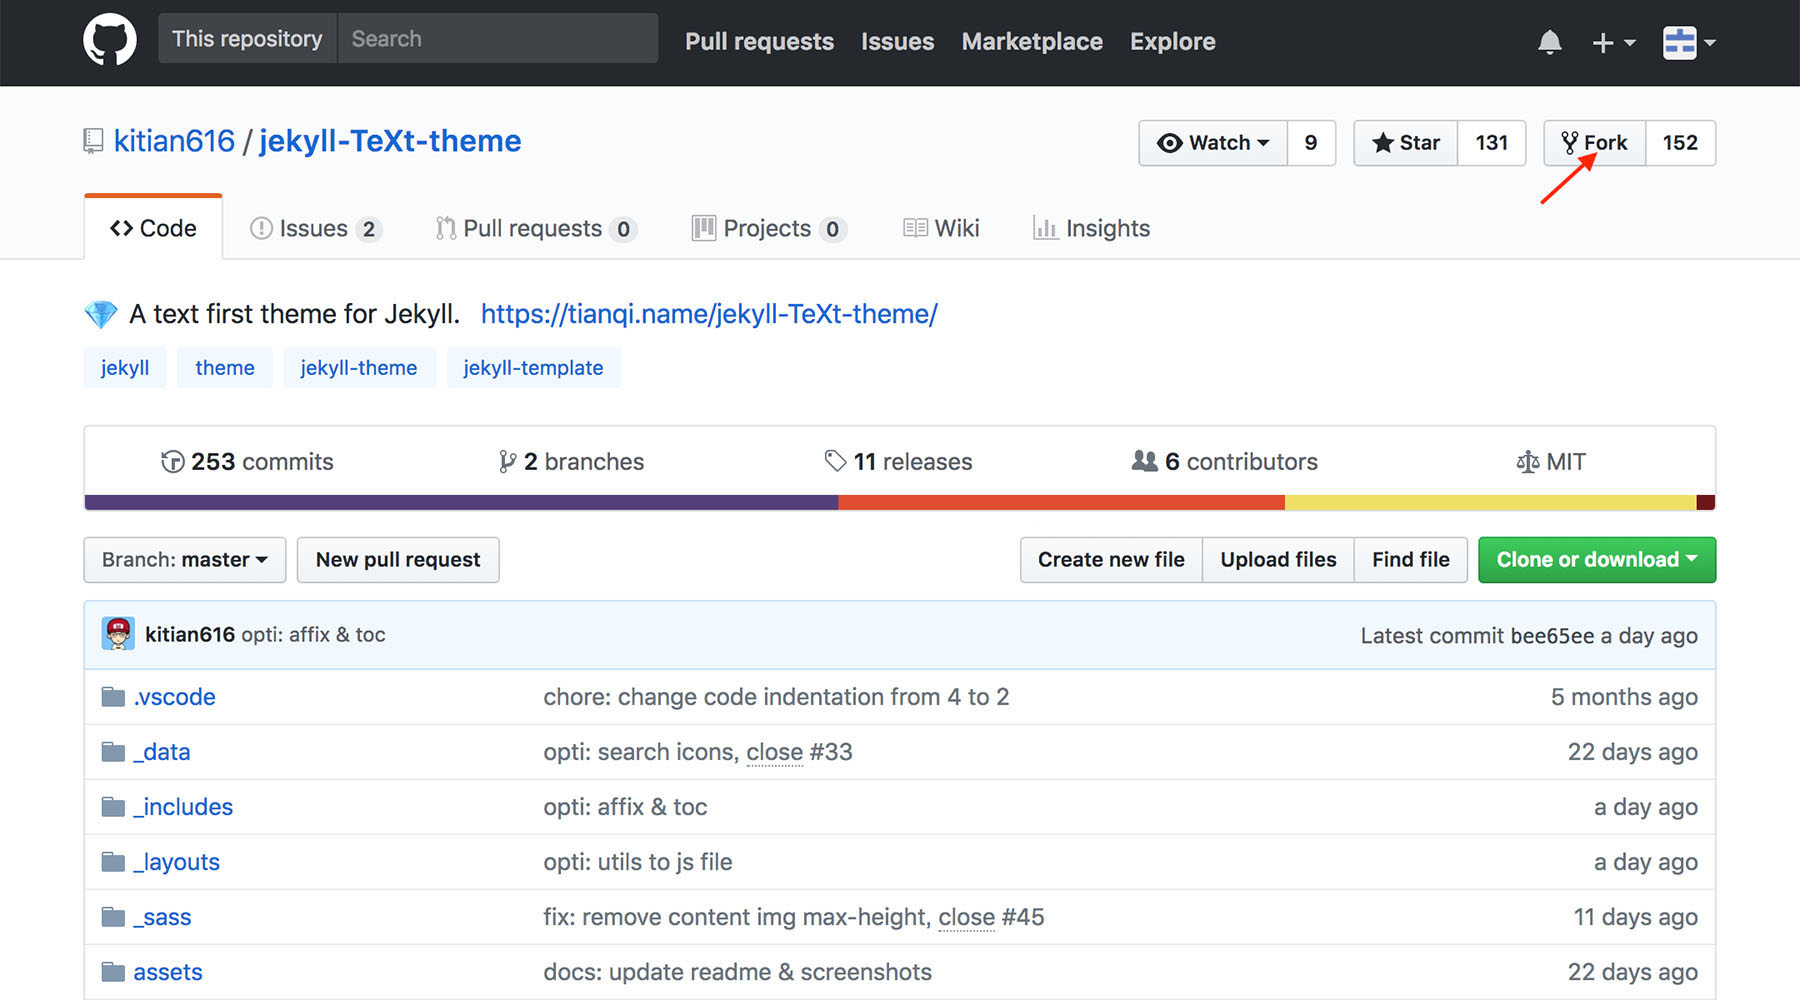 This repository Search Pull requests Issues Marketplace Explore
kitian616 / jekyll-TeXt-theme Watch 9 Star 131 Fork 152
Code Issues 2 Pull requests 0 Projects 0 Wiki Insights
A text first theme for Jekyll. https://tianqi.name/jekyll-TeXt-theme/
jekyll theme jekyll-theme jekyll-template
253 commits 2 branches 11 releases 6 contributors MIT
Branch: master New pull request Create new file Upload files Find file Clone or download
kitian616 opti: affix & toc Latest commit bee65ee a day ago
.vscode chore: change code indentation from 4 to 2 5 months ago
_data opti: search icons, close #33 22 days ago
_includes opti: affix & toc a day ago
_layouts opti: utils to js file a day ago
_sass fix: remove content img max-height, close #45 11 days ago
assets docs: update readme & screenshots 22 days ago